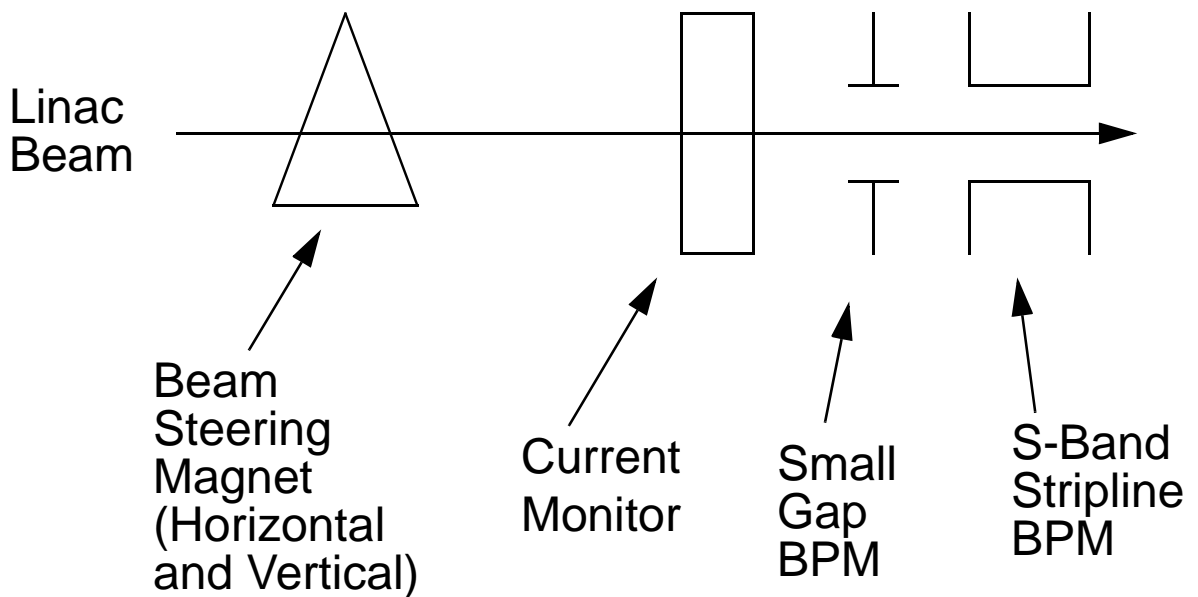 Linac
Beam
Beam
Steering
Magnet
(Horizontal
and Vertical)
Current
Monitor
Small
Gap
BPM
S-Band
Stripline
BPM